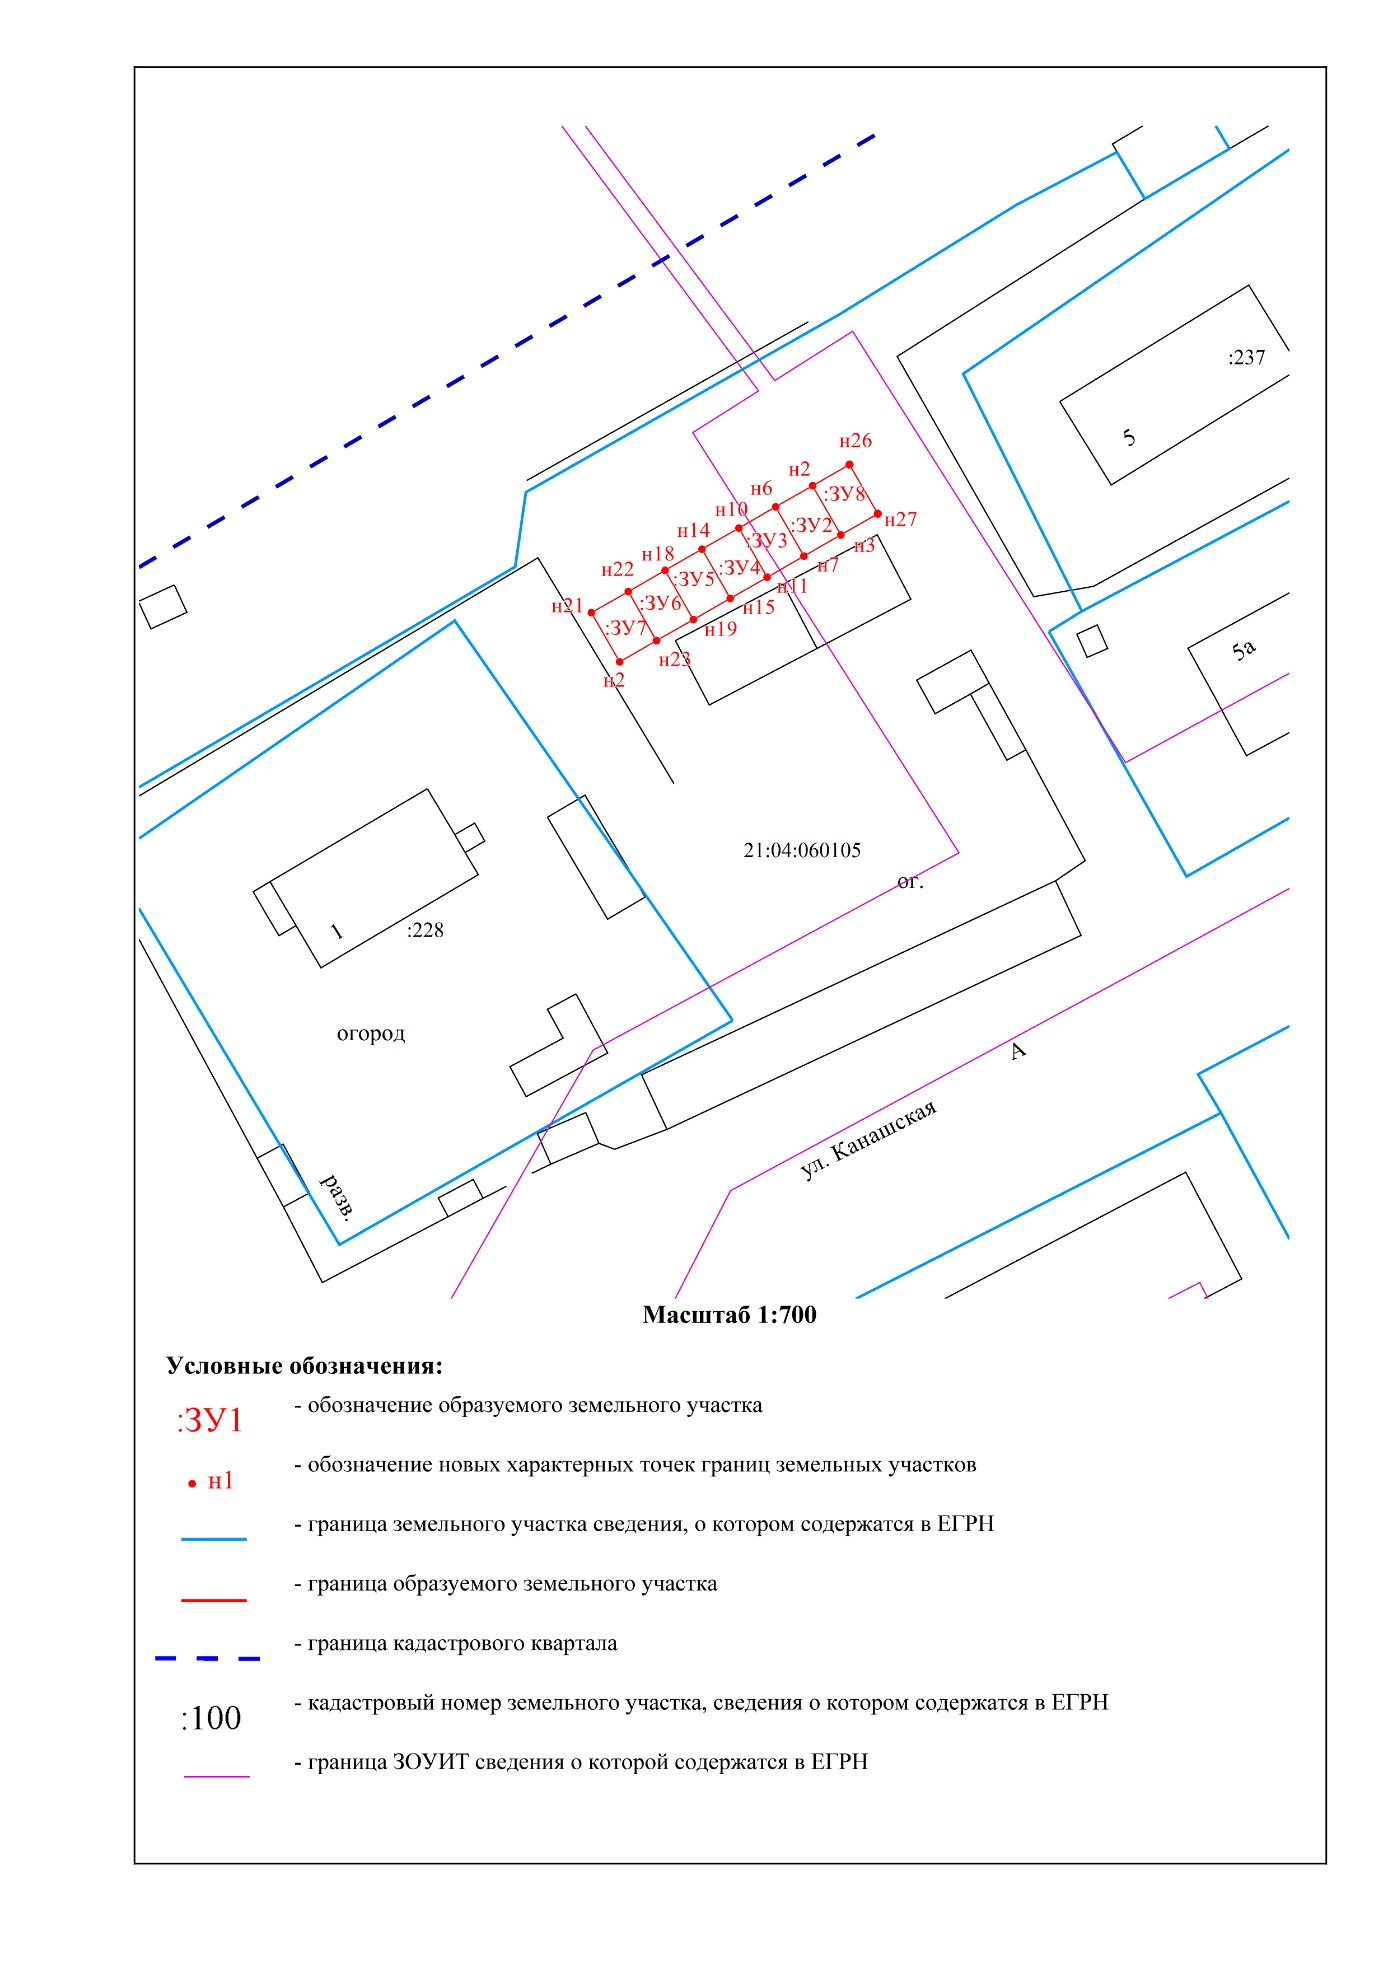 :237
5
н26
н2
:ЗУ8
н6
н10
н27
:ЗУ2
н14
:ЗУ3
н3
н18
:ЗУ4
н7
н22
:ЗУ5
н11
н21
:ЗУ6
н15
:ЗУ7
н19
н23
н2
5а
21:04:060105
ог.
1
:228
огород
А
ул. Канашская
разв.
Масштаб 1:700
Условные обозначения:
:ЗУ1 - обозначение образуемого земельного участка
н1 - обозначение новых характерных точек границ земельных участков
- граница земельного участка сведения, о котором содержатся в ЕГРН
- граница образуемого земельного участка
- граница кадастрового квартала
:100 - кадастровый номер земельного участка, сведения о котором содержатся в ЕГРН
- граница ЗОУИТ сведения о которой содержатся в ЕГРН